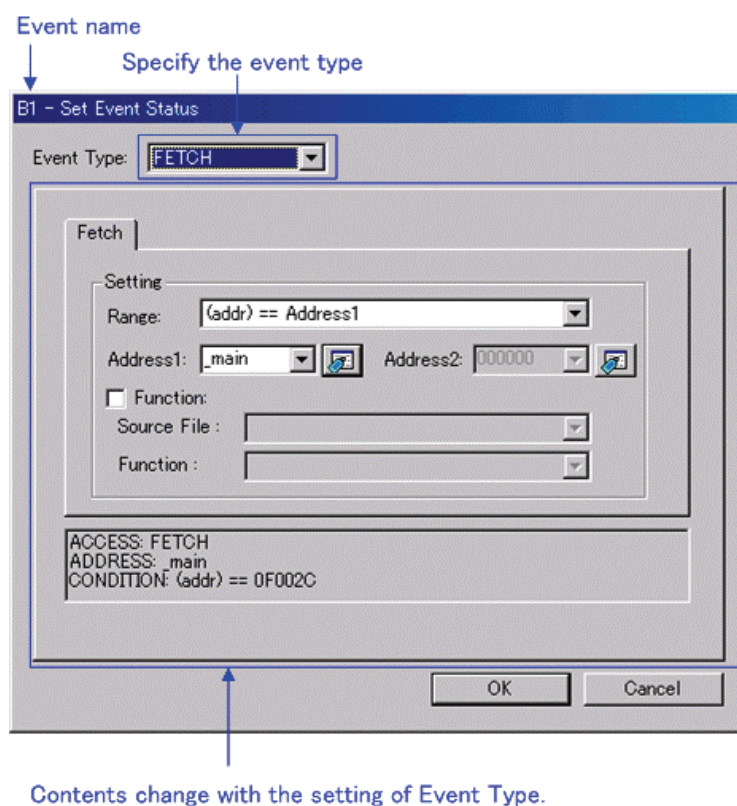 Event name
Specify the event type
B1 - Set Event Status
Event Type: FETCH
Fetch
Setting
Range: (addr) == Address1
Address1: _main Address2: 000000
Function:
Source File :
Function :
ACCESS: FETCH
ADDRESS: _main
CONDITION: (addr) == 0F002C
OK Cancel
Contents change with the setting of Event Type.